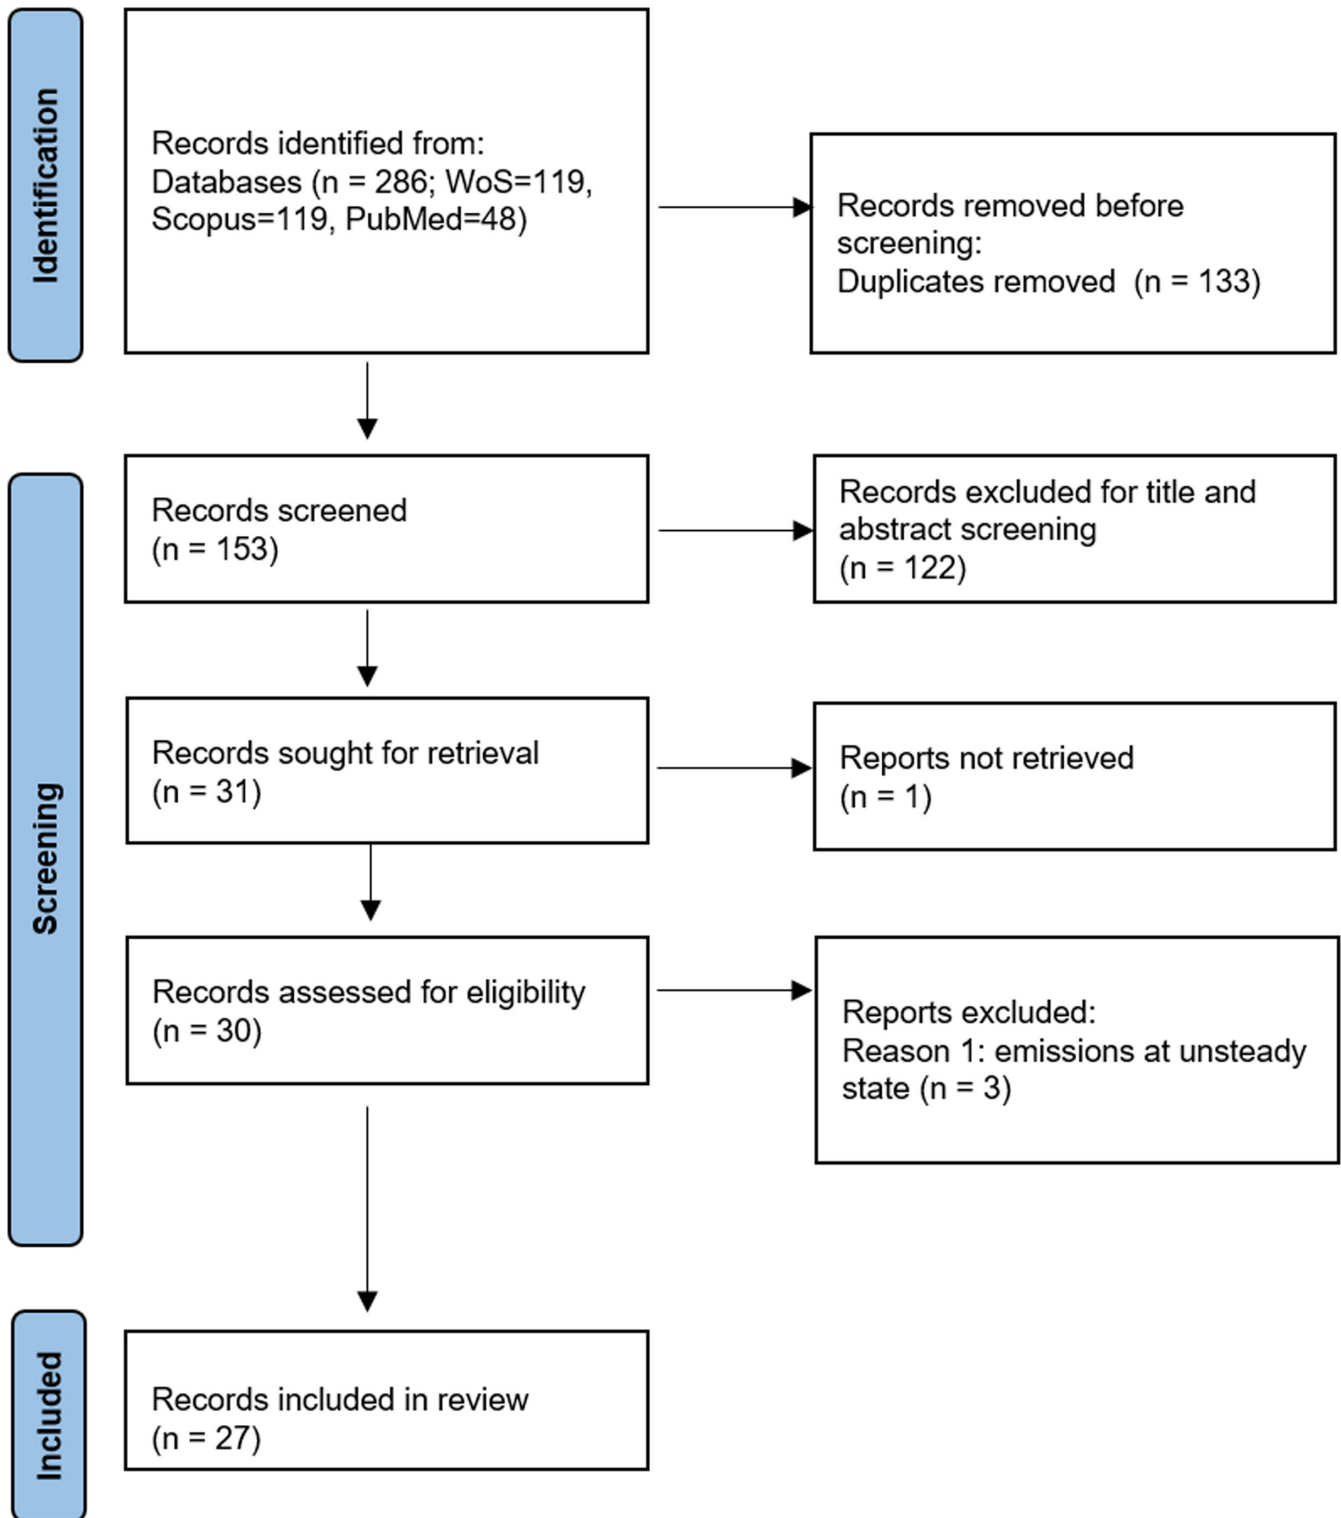 Identification
Records identified from:
Databases (n = 286; WoS=119,
Scopus=119, PubMed=48)
Records removed before
screening:
Duplicates removed  (n = 133)
Screening
Records screened
(n = 153)
Records excluded for title and
abstract screening
(n = 122)
Records sought for retrieval
(n = 31)
Reports not retrieved
(n = 1)
Records assessed for eligibility
(n = 30)
Reports excluded:
Reason 1: emissions at unsteady
state (n = 3)
Included
Records included in review
(n = 27)